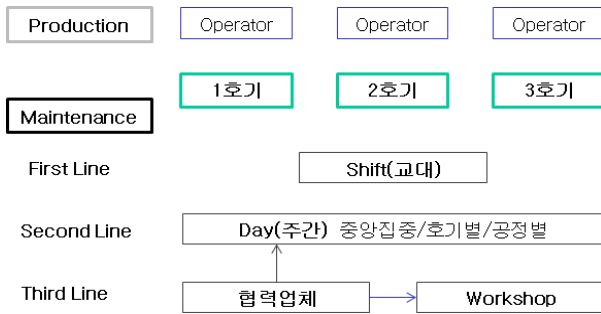 Production Operator Operator Operator
1호기 2호기 3호기
Maintenance
First Line Shift(교대)
Second Line Day(주간) 중앙집중/호기별/공정별
Third Line 협력업체 Workshop